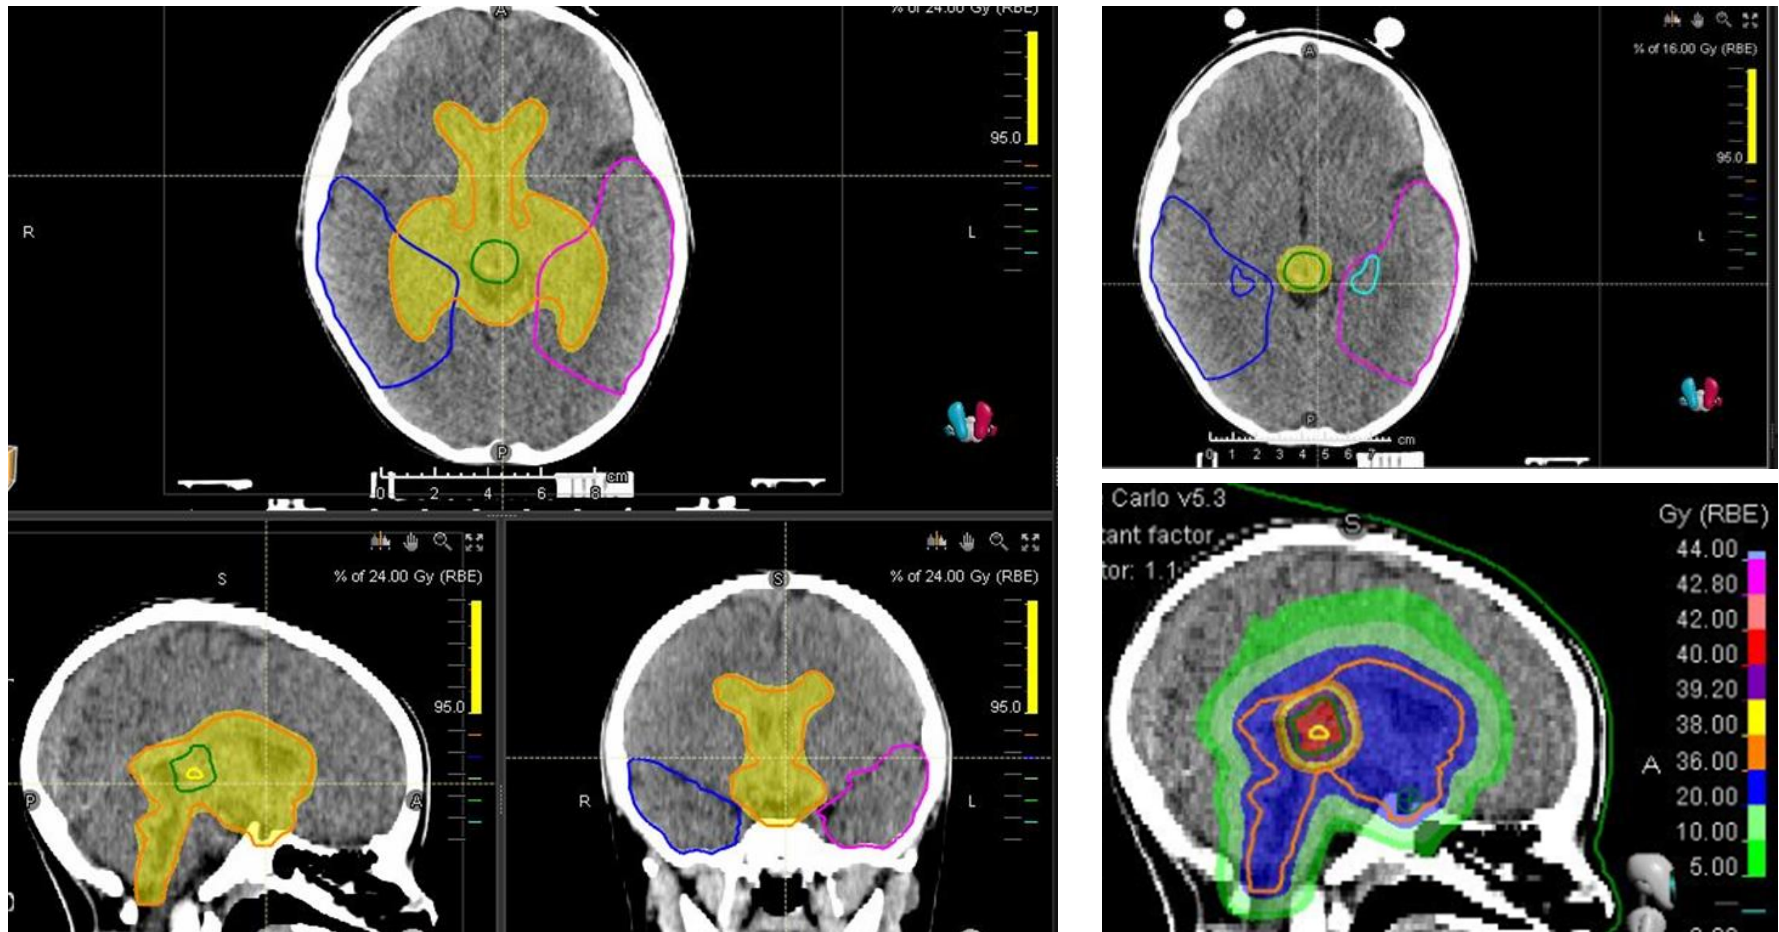 % of 24.00 Gy (RBE)
A
95.0
R
L
P
cm
0 2 4 6 8
S
% of 24.00 Gy (RBE)
95.0
P
A
S
% of 24.00 Gy (RBE)
95.0
R
L
% of 16.00 Gy (RBE)
A
95.0
L
P
cm
0 1 2 3 4 5 6 7
Carlo v5.3
tant factor
tor: 1.1
S
Gy (RBE)
44.00
42.80
42.00
40.00
39.20
38.00
36.00
20.00
10.00
5.00
A